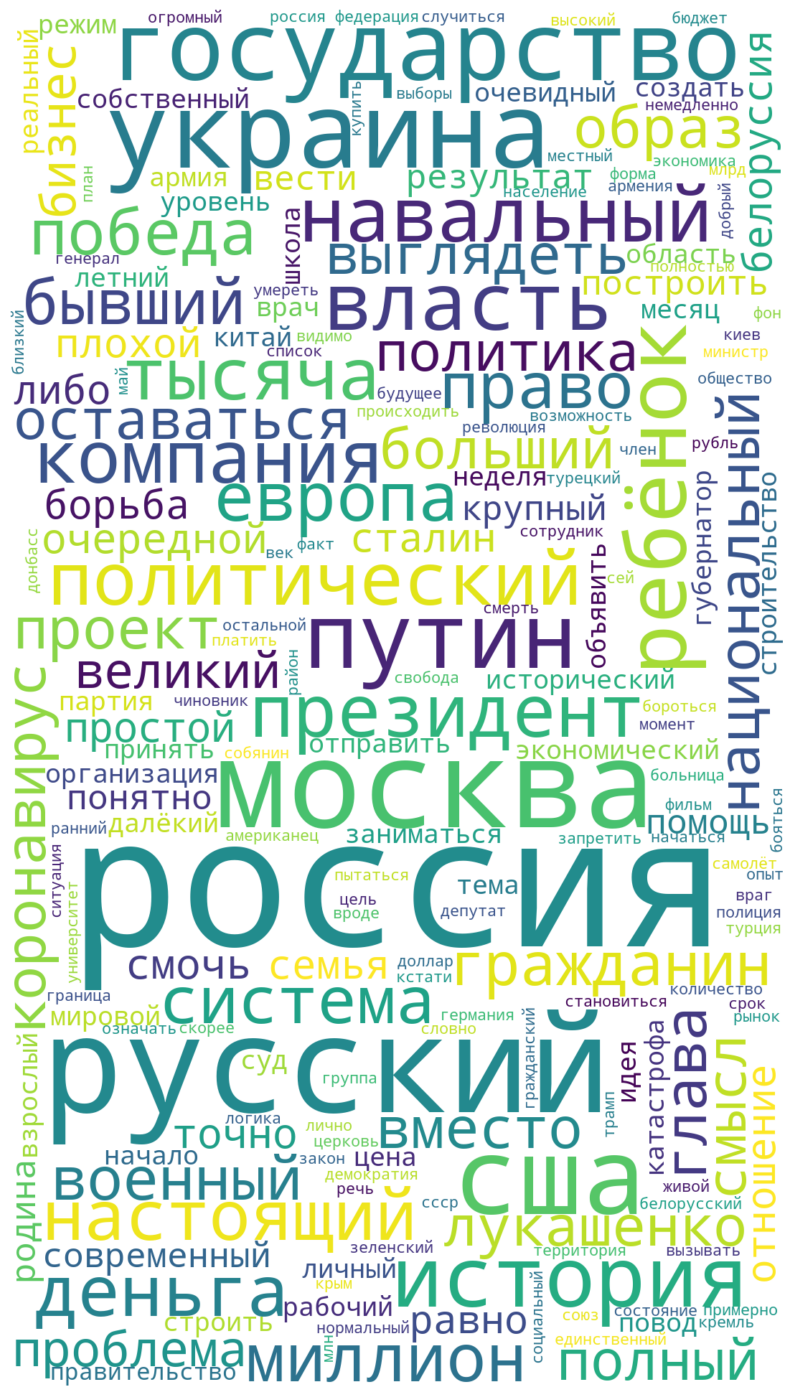 огромный
россия
федерация
случиться
высокий
бюджет
режим
государство
реальный
бизнес
собственный
купить
выборы
очевидный
создать
немедленно
белоруссия
украина
образ
местный
экономика
план
армия
вести
результат
форма
млрд
население
армения
уровень
победа
школа
навальный
добрый
генерал
выглядеть
область
полностью
летний
умереть
построить
бывший
врач
власть
месяц
фон
близкий
плохой
китай
видимо
список
политика
ребёнок
киев
министр
май
тысяча
либо
будущее
право
общество
происходить
возможность
оставаться
революция
национальный
компания
больший
член
рубль
неделя
турецкий
губернатор
строительство
борьба
европа
крупный
сотрудник
донбасс
очередной
век
факт
сталин
объявить
сей
политический
смерть
проект
остальной
платить
путин
великий
район
свобода
исторический
коронавирус
партия
чиновник
президент
бороться
момент
простой
принять
собянин
отправить
экономический
организация
москва
больница
понятно
фильм
бояться
ранний
далёкий
американец
заниматься
запретить
начаться
помощь
россия
ситуация
пытаться
самолёт
опыт
цель
тема
враг
университет
вроде
депутат
полиция
турция
смочь
семья
доллар
кстати
гражданин
граница
система
количество
становиться
срок
мировой
рынок
означать
скорее
германия
словно
русский
гражданский
взрослый
суд
группа
идея
катастрофа
глава
смысл
логика
трамп
точно
лично
церковь
вместо
отношение
начало
закон
цена
родина
военный
демократия
речь
сша
живой
ссср
белорусский
настоящий
лукашенко
зеленский
территория
вызывать
современный
личный
крым
история
деньга
рабочий
социальный
союз
состояние
примерно
строить
нормальный
равно
повод
кремль
проблема
млн
единственный
правительство
миллион
полный